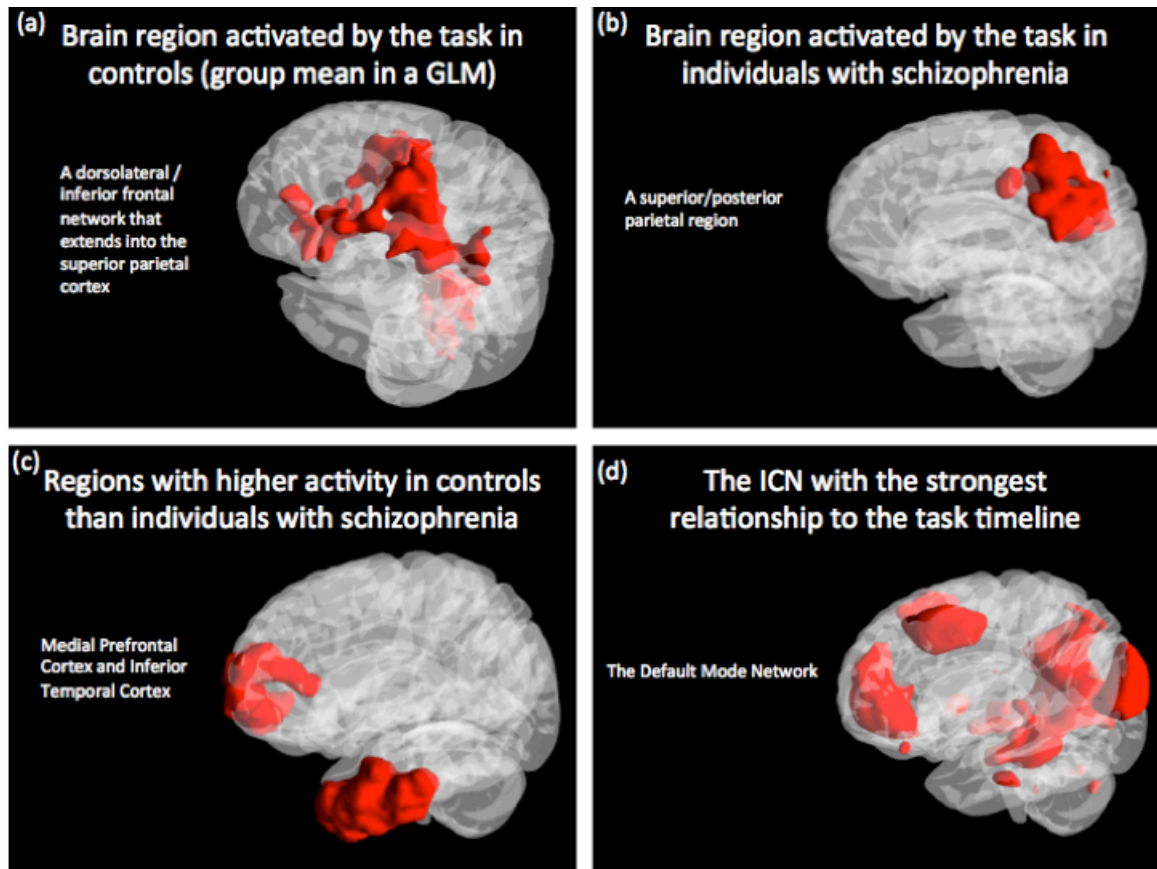 (a)
Brain region activated by the task in
controls (group mean in a GLM)
A dorsolateral /
inferior frontal
network that
extends into the
superior parietal
cortex
(b)
Brain region activated by the task in
individuals with schizophrenia
A superior/posterior
parietal region
(c)
Regions with higher activity in controls
than individuals with schizophrenia
Medial Prefrontal
Cortex and Inferior
Temporal Cortex
(d)
The ICN with the strongest
relationship to the task timeline
The Default Mode Network